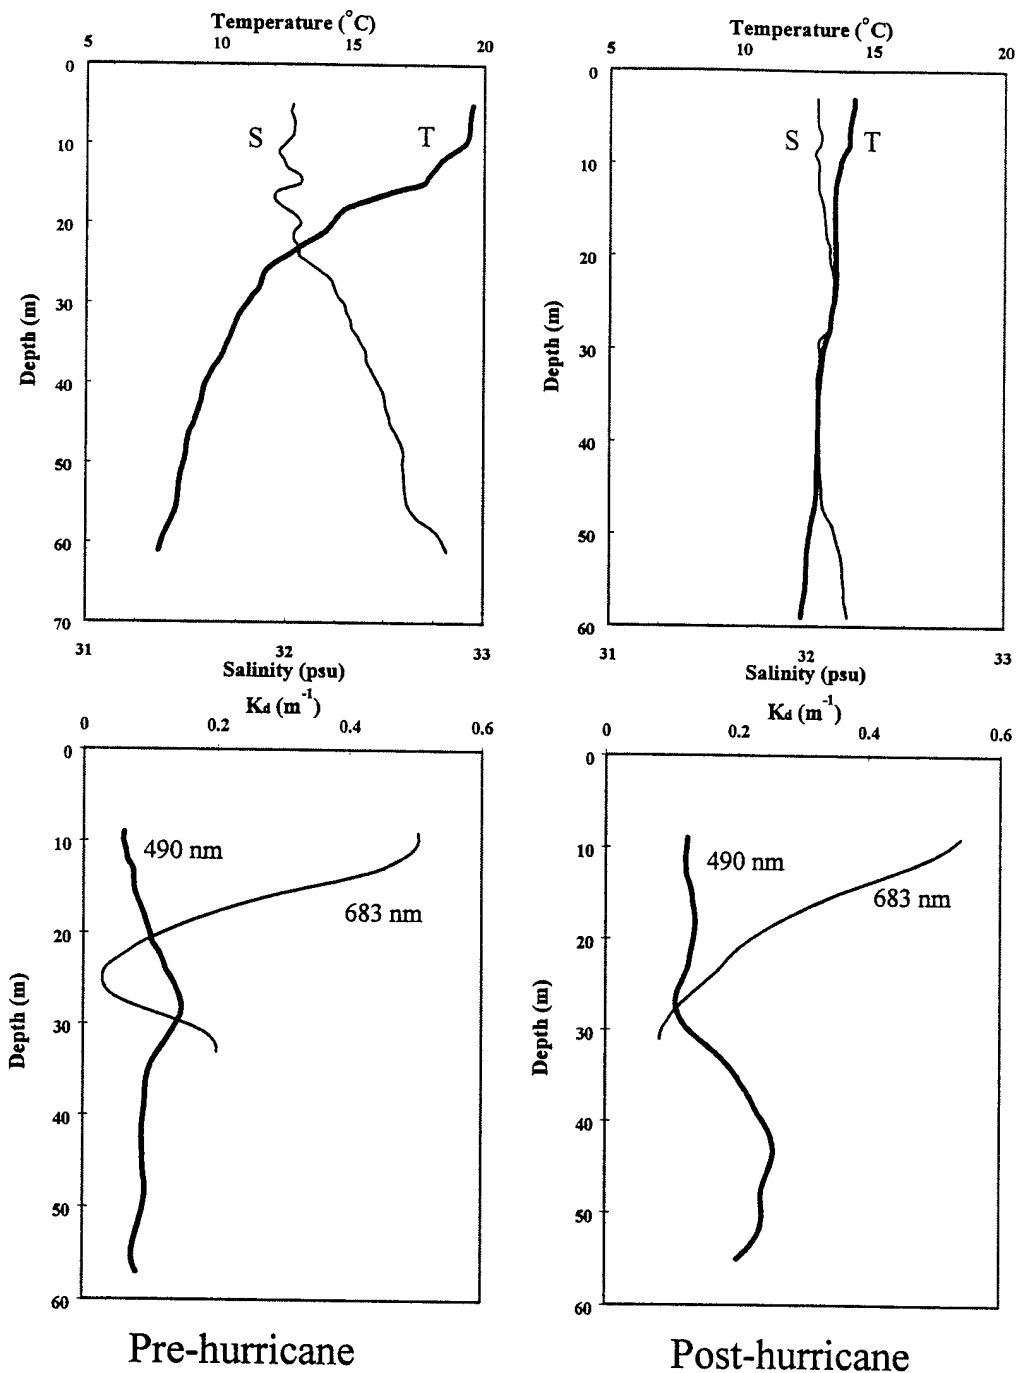 Temperature (°C)
5 10 15 20
0
10
20
30
40
50
60
70
Depth (m)
S T
31 32 33
Salinity (psu)
Temperature (°C)
5 10 15 20
0
10
20
30
40
50
60
Depth (m)
S T
31 32 33
Salinity (psu)
Kd (m-1)
0 0.2 0.4 0.6
0
10
20
30
40
50
60
Depth (m)
490 nm
683 nm
Pre-hurricane
Kd (m-1)
0 0.2 0.4 0.6
0
10
20
30
40
50
60
Depth (m)
490 nm
683 nm
Post-hurricane